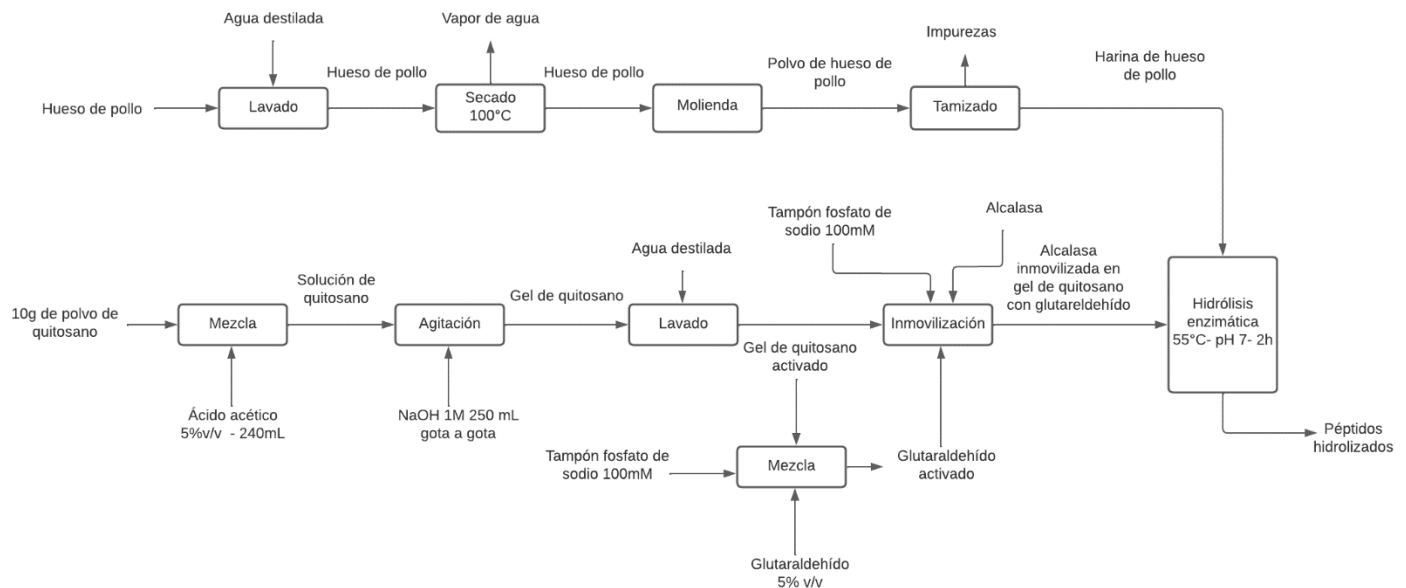 Agua destilada
Vapor de agua
Impurezas
Hueso de pollo
Hueso de pollo
Polvo de hueso de
pollo
Harina de hueso
de pollo
Hueso de pollo
Lavado
Secado
100°C
Molienda
Tamizado
Tampón fosfato de
sodio 100mM
Alcalasa
Agua destilada
Alcalasa
inmovilizada en
gel de quitosano
con glutareldehído
Solución de
quitosano
Gel de quitosano
10g de polvo de
quitosano
Mezcla
Agitación
Lavado
Inmovilización
Hidrólisis
enzimática
55°C- pH 7- 2h
Gel de quitosano
activado
Ácido acético
5%v/v - 240mL
NaOH 1M 250 mL
gota a gota
Tampón fosfato de
sodio 100mM
Mezcla
Glutaraldehído
activado
Péptidos
hidrolizados
Glutaraldehído
5% v/v